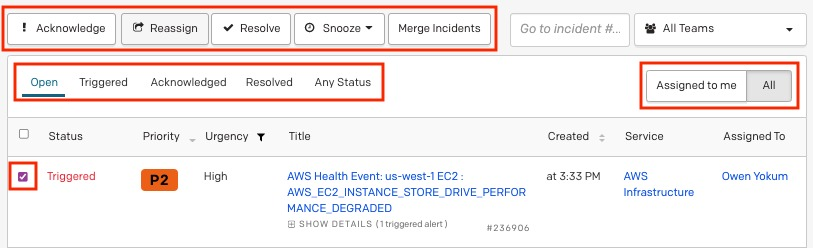 ! Acknowledge Reassign Resolve Snooze Merge Incidents Go to incident #... All Teams
Open Triggered Acknowledged Resolved Any Status Assigned to me All
Status Priority Urgency Title Created Service Assigned To
Triggered P2 High AWS Health Event: us-west-1 EC2 : at 3:33 PM AWS Owen Yokum
AWS_EC2_INSTANCE_STORE_DRIVE_PERFOR Infrastructure
MANCE_DEGRADED
SHOW DETAILS (1 triggered alert) #236906